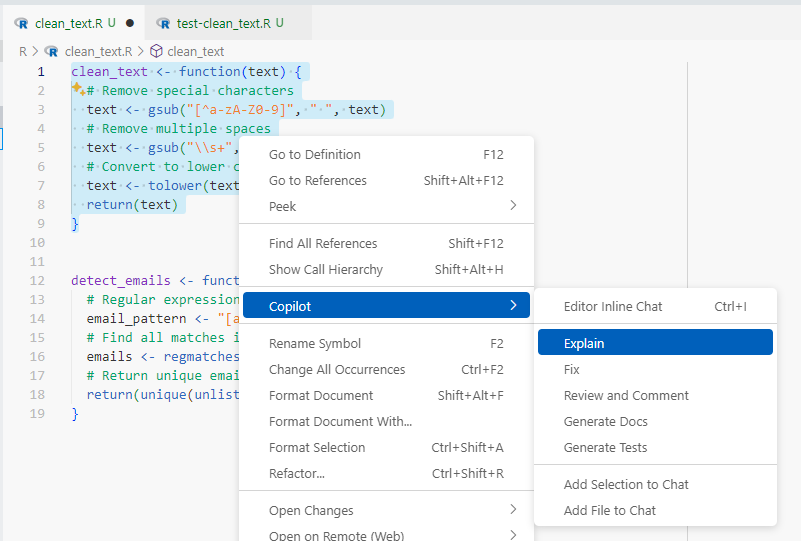 clean_text.R U ● test-clean_text.R U
R > clean_text.R > clean_text
1 clean_text <- function(text) {
2 # Remove special characters
3 text <- gsub("[^a-zA-Z0-9]", " ", text)
4 # Remove multiple spaces
5 text <- gsub("\\s+",
6 # Convert to lower c
7 text <- tolower(text
8 return(text)
9 }
10
11
12 detect_emails <- funct
13 # Regular expression
14 email_pattern <- "[a
15 # Find all matches i
16 emails <- regmatches
17 # Return unique emai
18 return(unique(unlist
19 }
Go to Definition F12
Go to References Shift+Alt+F12
Peek >
Find All References Shift+F12
Show Call Hierarchy Shift+Alt+H
Copilot >
Rename Symbol F2
Change All Occurrences Ctrl+F2
Format Document Shift+Alt+F
Format Document With...
Format Selection Ctrl+Shift+A
Refactor... Ctrl+Shift+R
Open Changes >
Open on Remote (Web) >
Editor Inline Chat Ctrl+I
Explain
Fix
Review and Comment
Generate Docs
Generate Tests
Add Selection to Chat
Add File to Chat